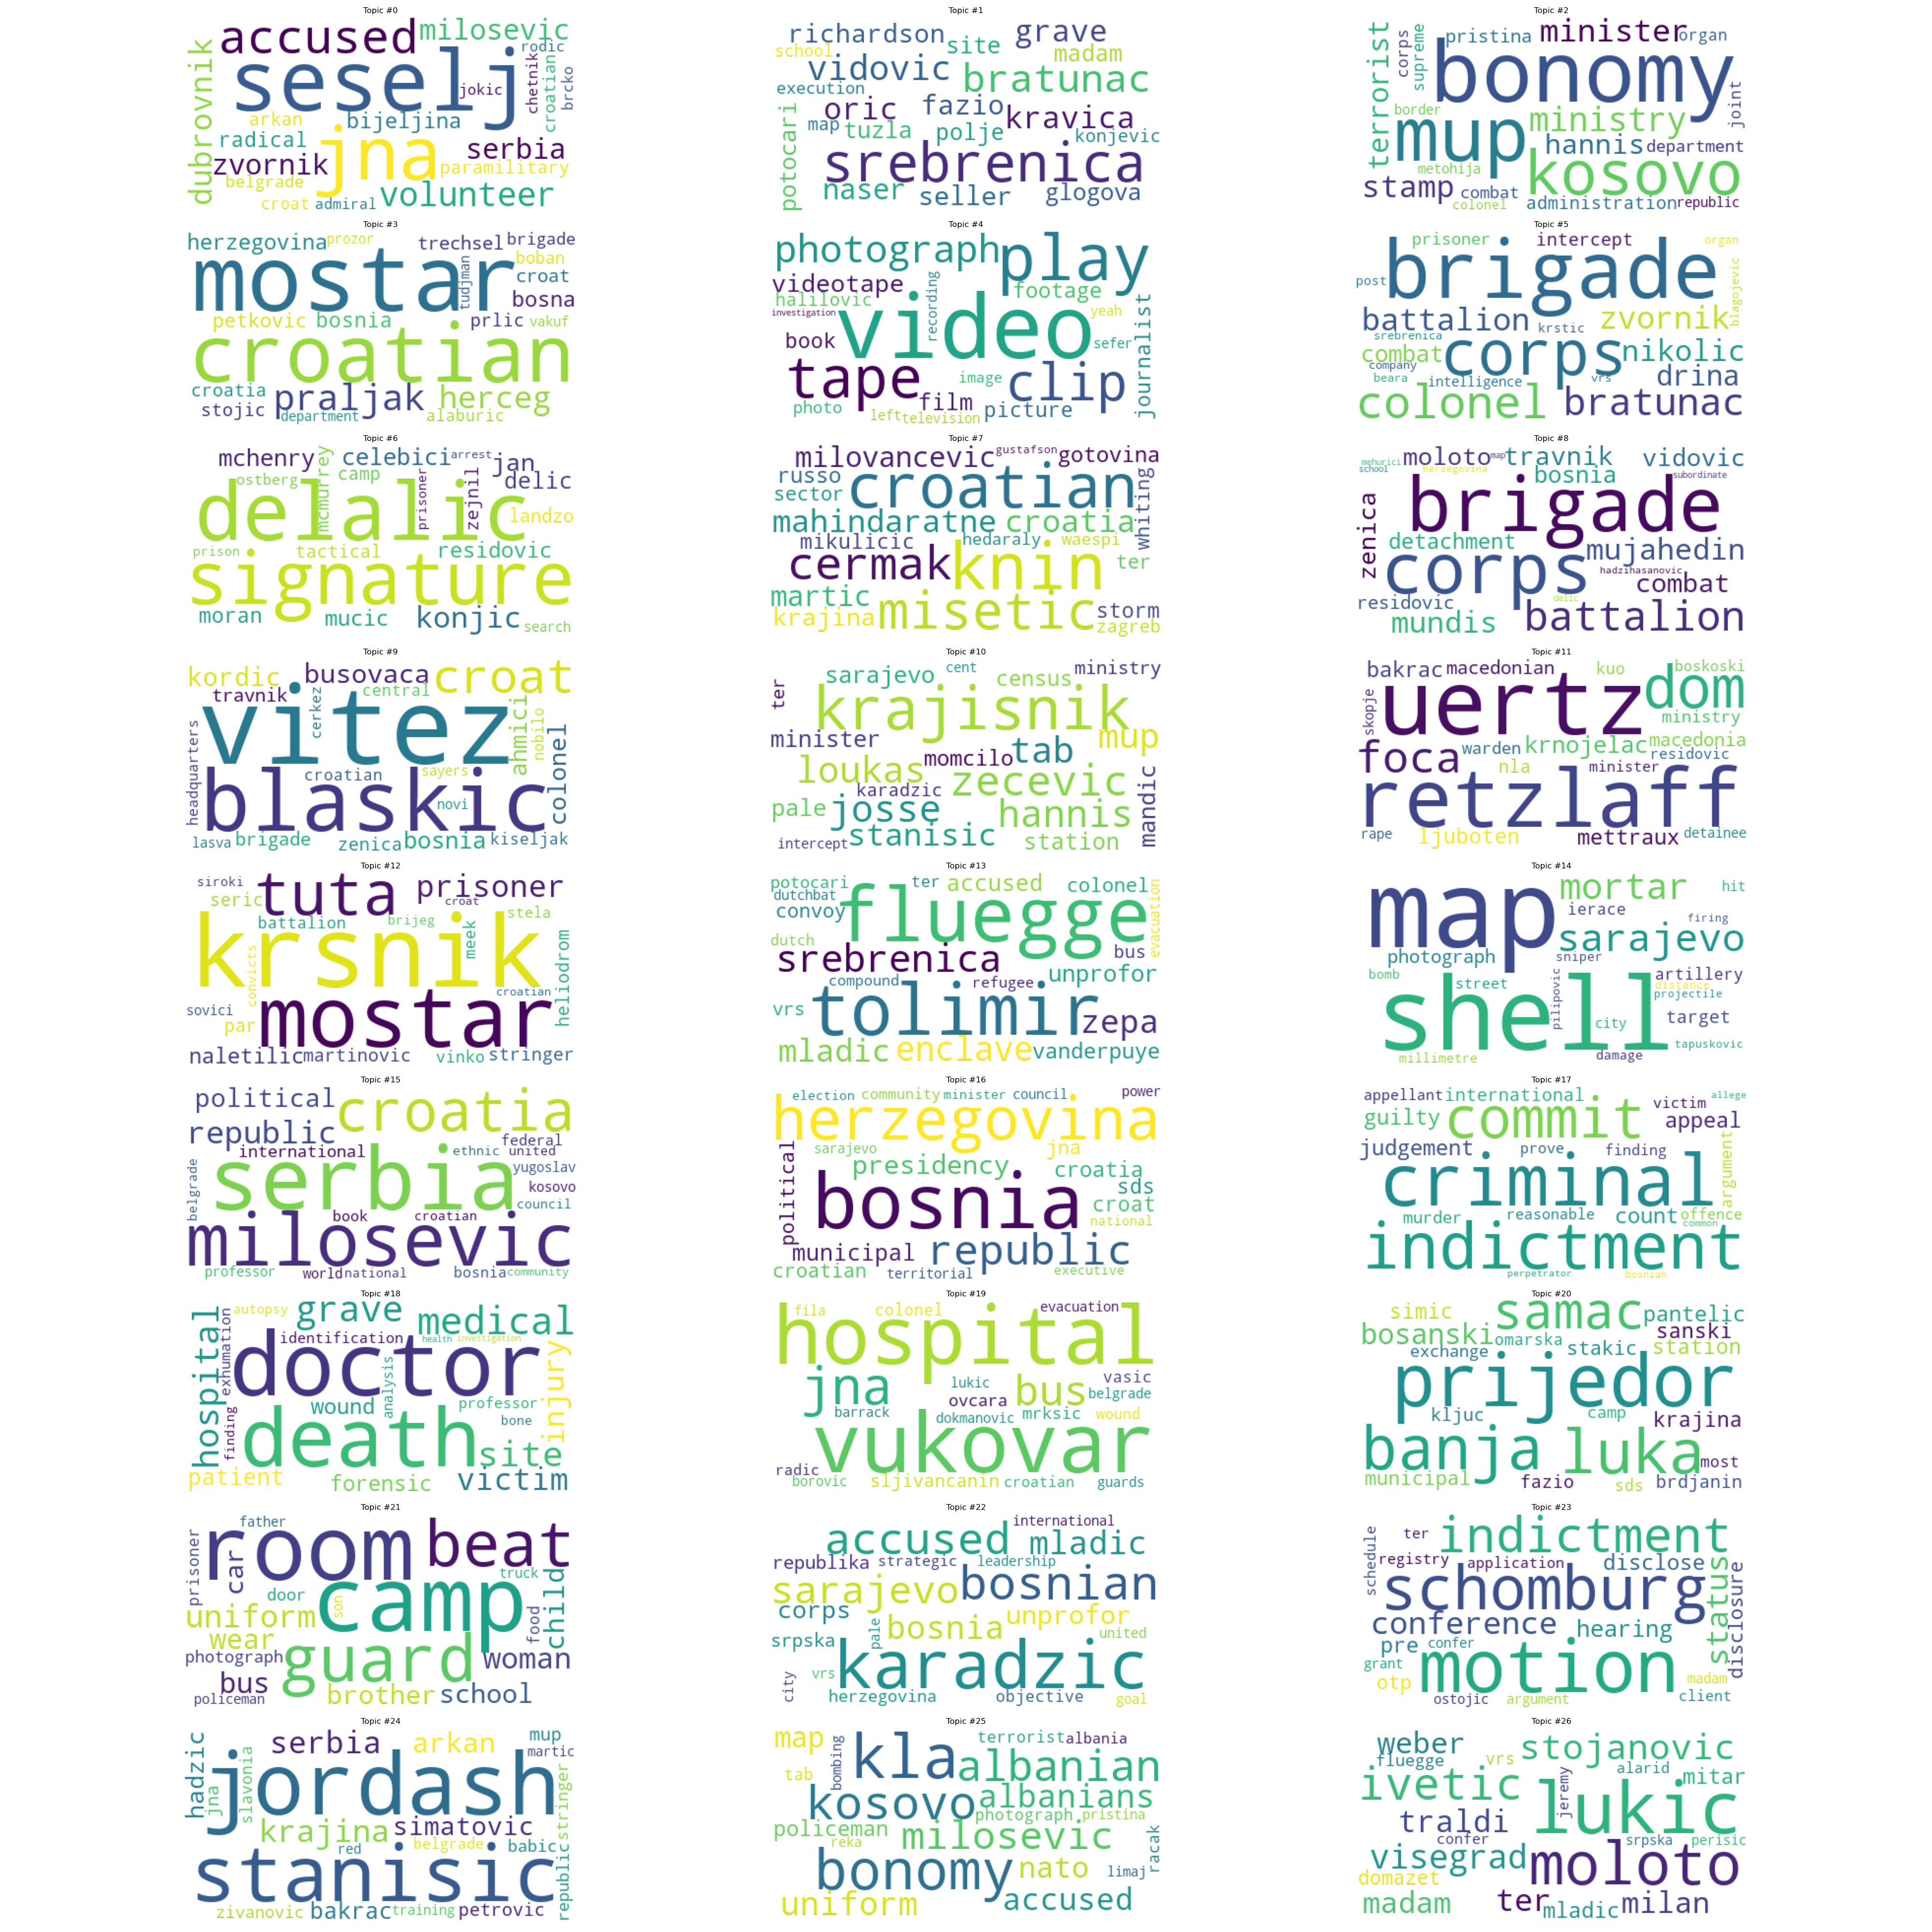 Topic #0
accused milosevic
rodic
seselj
dubrovnik
jokic
chetnik
croatian
brcko
arkan bijeljina
radical jna serbia
zvornik paramilitary
belgrade volunteer
croat admiral
Topic #1
richardson grave
school site madam
vidovic bratunac
execution
oric fazio kravica
map tuzla polje konjevic
potocari
srebrenica
naser seller glogova
Topic #2
terrorist
corps
supreme
pristina minister organ
bonomy
border
joint
mup ministry
hannis department
metohija kosovo
stamp combat
colonel administration republic
Topic #3
herzegovina prozor trechsel brigade
boban
mostar croat
tudjman
bosna
petkovic bosnia prlic vakuf
croatian
croatia praljak herceg
stojic department alaburic
Topic #4
photograph play
videotape recording footage
halilovic
investigation video yeah
book sefer
journalist
tape image clip
photo film picture
left television
Topic #5
prisoner intercept organ
post brigade
blagojevic
battalion krstic zvornik
srebrenica
combat corps nikolic
company
beara intelligence vrs drina
colonel bratunac
Topic #6
mchenry celebici arrest jan
ostberg camp delic
mcmurrey
delalic
prisoner
zejnil
landzo
prison tactical residovic
signature
moran mucic konjic search
Topic #7
milovancevic gustafson gotovina
russo croatian whiting
sector
mahindaratne croatia
mikulicic hedaraly waespi
cermak knin ter
martic
krajina misetic storm
zagreb
Topic #8
mehurici moloto map travnik vidovic
school herzegovina bosnia subordinate
zenica
brigade
detachment mujahedin
corps hadzihasanovic
combat
residovic delic
mundis battalion
Topic #9
kordic busovaca croat
travnik central
cerkez
vitez ahmici
nobilo
headquarters
croatian sayers colonel
blaskic novi
lasva brigade zenica bosnia kiseljak
Topic #10
sarajevo cent ministry
ter census
krajisnik
minister momcilo tab mup
loukas zecevic
karadzic
pale josse hannis mandic
intercept stanisic station
Topic #11
bakrac macedonian kuo boskoski
skopje uertz dom
ministry
foca warden krnojelac macedonia
residovic
nla minister
retzlaff
rape ljuboten mettraux detainee
Topic #12
siroki tuta prisoner
seric croat
battalion brijeg stela
krsnik meek
convicts
heliodrom
croatian
sovici mostar
par
naletilic martinovic vinko stringer
Topic #13
potocari ter accused colonel
dutchbat
convoy fluegge evacuation
dutch
srebrenica bus
compound refugee unprofor
vrs tolimir zepa
mladic enclave vanderpuye
Topic #14
map mortar hit
ierace
firing
sarajevo
photograph sniper
bomb artillery
street distance
projectile
shell pilipovic city target
tapuskovic
millimetre damage
Topic #15
political croatia
republic
federal
international ethnic united
serbia yugoslav
belgrade kosovo
council
book croatian
milosevic
professor world national bosnia community
Topic #16
election community minister council power
herzegovina
sarajevo jna
political presidency croatia
sds
bosnia croat
national
municipal republic
croatian territorial executive
Topic #17
appellant international allege
guilty commit victim appeal
judgement prove finding
argument
criminal
murder reasonable count offence
common
indictment
perpetrator bosnian
Topic #18
hospital autopsy grave medical
identification health investigation
exhumation doctor injury
analysis
wound professor
bone
finding death site
patient forensic victim
Topic #19
fila colonel evacuation
hospital
jna lukic bus vasic
ovcara belgrade
barrack dokmanovic mrksic wound
vukovar
radic
borovic sljivancanin croatian guards
Topic #20
simic samac pantelic
bosanski omarska sanski
exchange stakic station
prijedor
kljuc camp krajina
banja luka most
municipal fazio sds brdjanin
Topic #21
father
prisoner room beat
car truck
door child
uniform son camp food
wear
photograph guard woman
bus
policeman brother school
Topic #22
accused international
mladic
republika strategic leadership
sarajevo bosnian
corps unprofor
pale bosnia united
srpska
city vrs karadzic
herzegovina objective goal
Topic #23
schedule ter indictment
registry application disclose
schomburg status
conference disclosure
pre confer hearing
grant motion
otp madam
ostojic argument client
Topic #24
hadzic serbia arkan mup
martic
jna slavonia jordash
stringer
krajina simatovic
red belgrade babic
republic
stanisic
zivanovic bakrac training petrovic
Topic #25
map bombing kla terrorist albania
tab albanian
kosovo albanians
photograph pristina
policeman milosevic
reka racak
bonomy nato limaj
uniform accused
Topic #26
weber vrs stojanovic
fluegge alarid
ivetic jeremy mitar
traldi lukic
confer srpska perisic
visegrad moloto
domazet
madam ter mladic milan